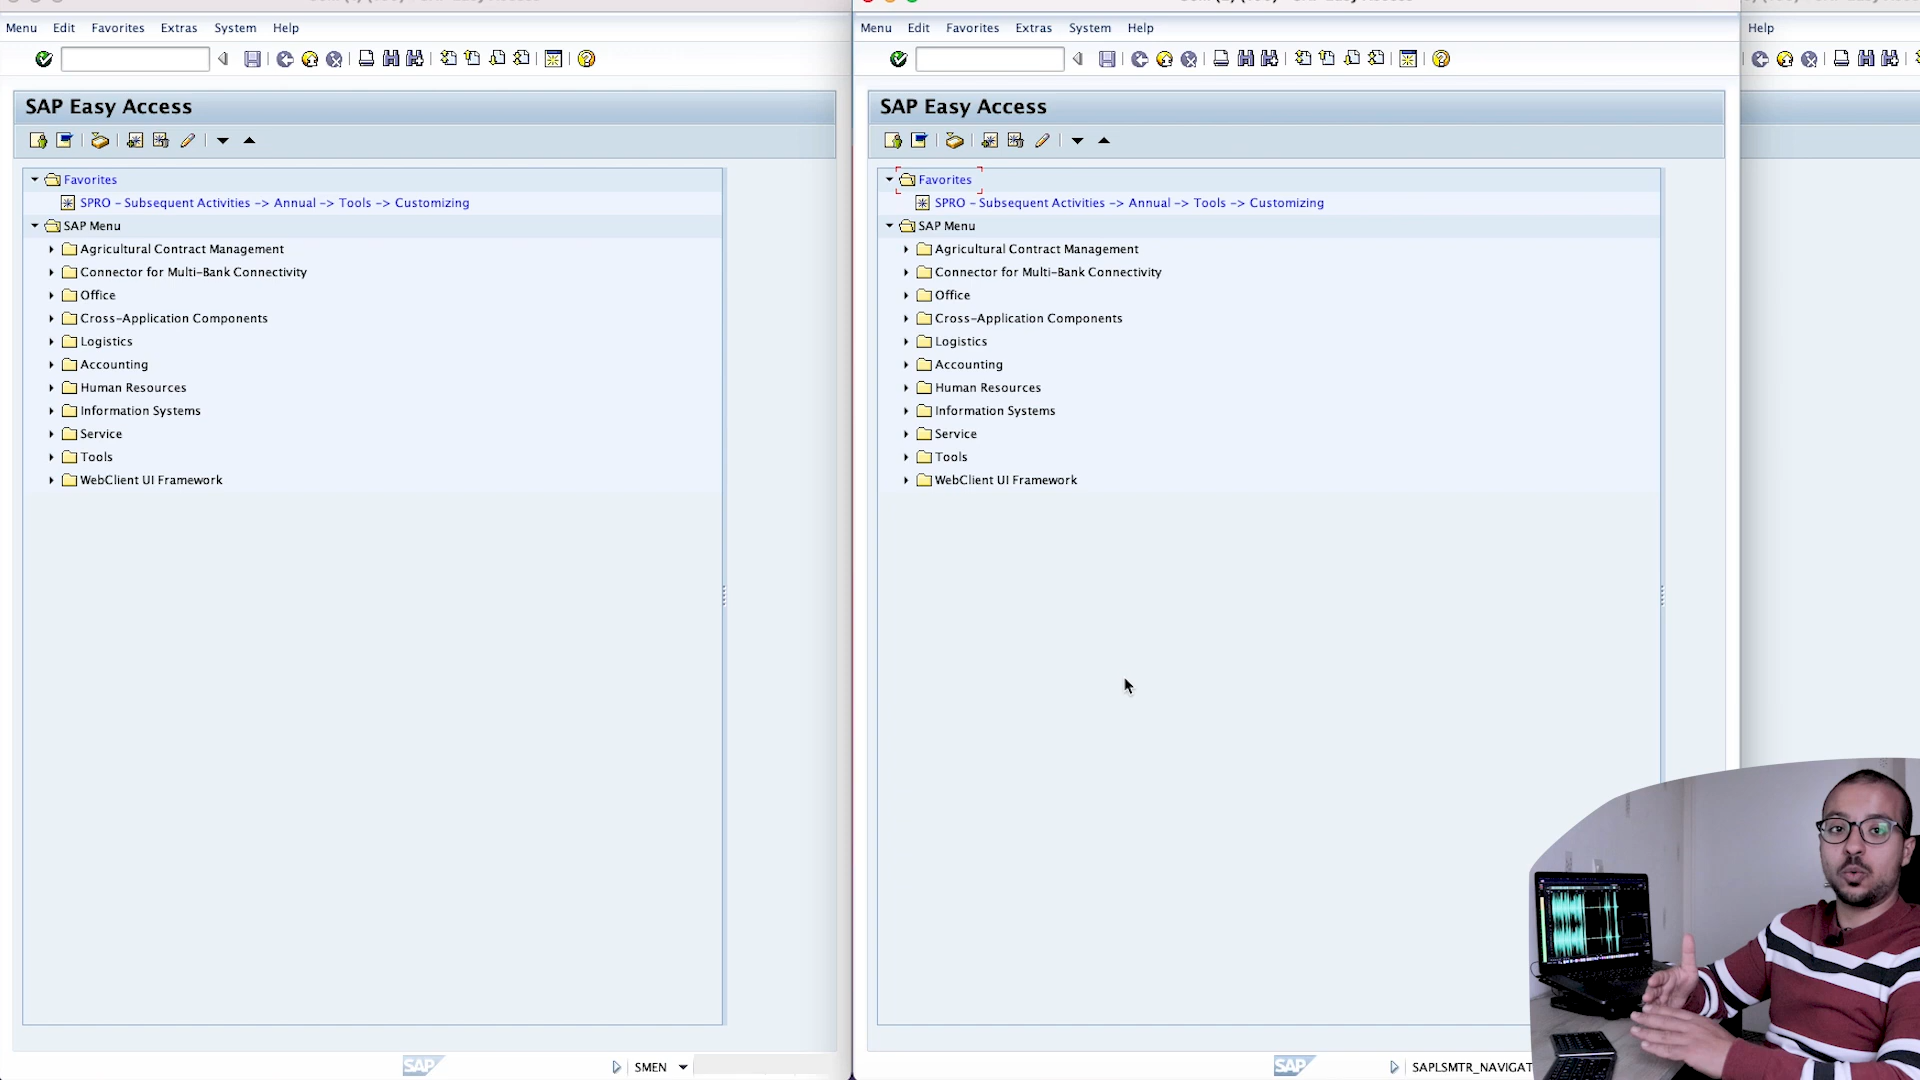 Menu Edit Favorites Extras System Help
SAP Easy Access
Favorites
SPRO - Subsequent Activities -> Annual -> Tools -> Customizing
SAP Menu
Agricultural Contract Management
Connector for Multi-Bank Connectivity
Office
Cross-Application Components
Logistics
Accounting
Human Resources
Information Systems
Service
Tools
WebClient UI Framework
SAP
SMEN
Menu Edit Favorites Extras System Help
SAP Easy Access
Favorites
SPRO - Subsequent Activities -> Annual -> Tools -> Customizing
SAP Menu
Agricultural Contract Management
Connector for Multi-Bank Connectivity
Office
Cross-Application Components
Logistics
Accounting
Human Resources
Information Systems
Service
Tools
WebClient UI Framework
SAP
SAPLSMTR_NAVIGAT
Help